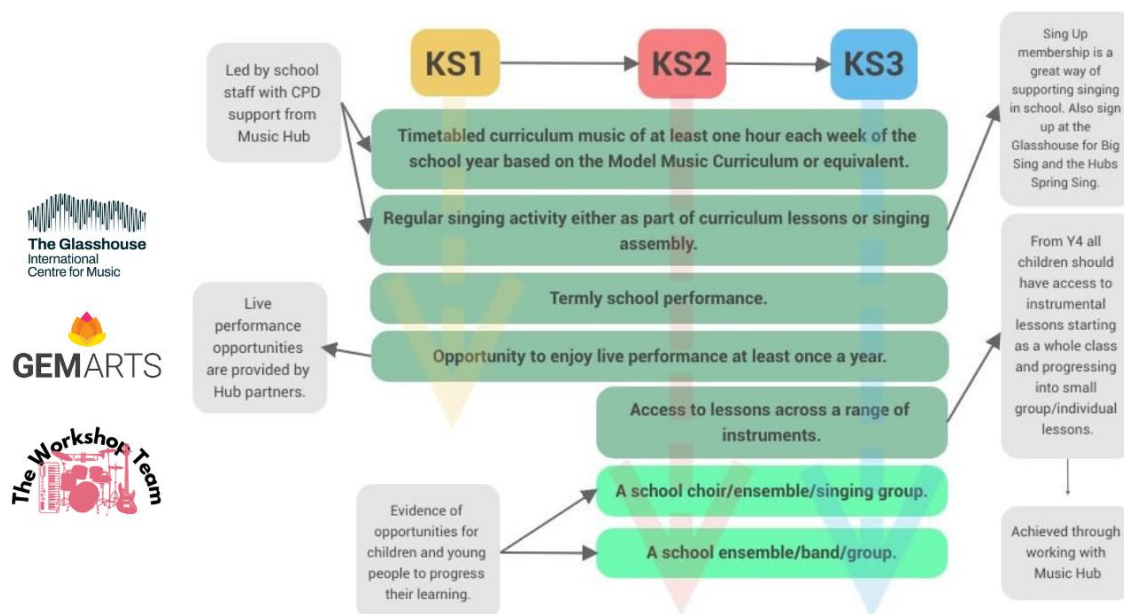 KS1
KS2
KS3
Led by school
staff with CPD
support from
Music Hub
Timetabled curriculum music of at least one hour each week of the
school year based on the Model Music Curriculum or equivalent.
Sing Up
membership is a
great way of
supporting singing
in school. Also sign
up at the
Glasshouse for Big
Sing and the Hubs
Spring Sing.
Regular singing activity either as part of curriculum lessons or singing
assembly.
The Glasshouse
International
Centre for Music
Termly school performance.
Live
performance
opportunities
are provided by
Hub partners.
Opportunity to enjoy live performance at least once a year.
From Y4 all
children should
have access to
instrumental
lessons starting
as a whole class
and progressing
into small
group/individual
lessons.
GEMARTS
Access to lessons across a range of
instruments.
The Workshop Team
A school choir/ensemble/singing group.
Evidence of
opportunities for
children and young
people to progress
their learning.
A school ensemble/band/group.
Achieved through
working with
Music Hub